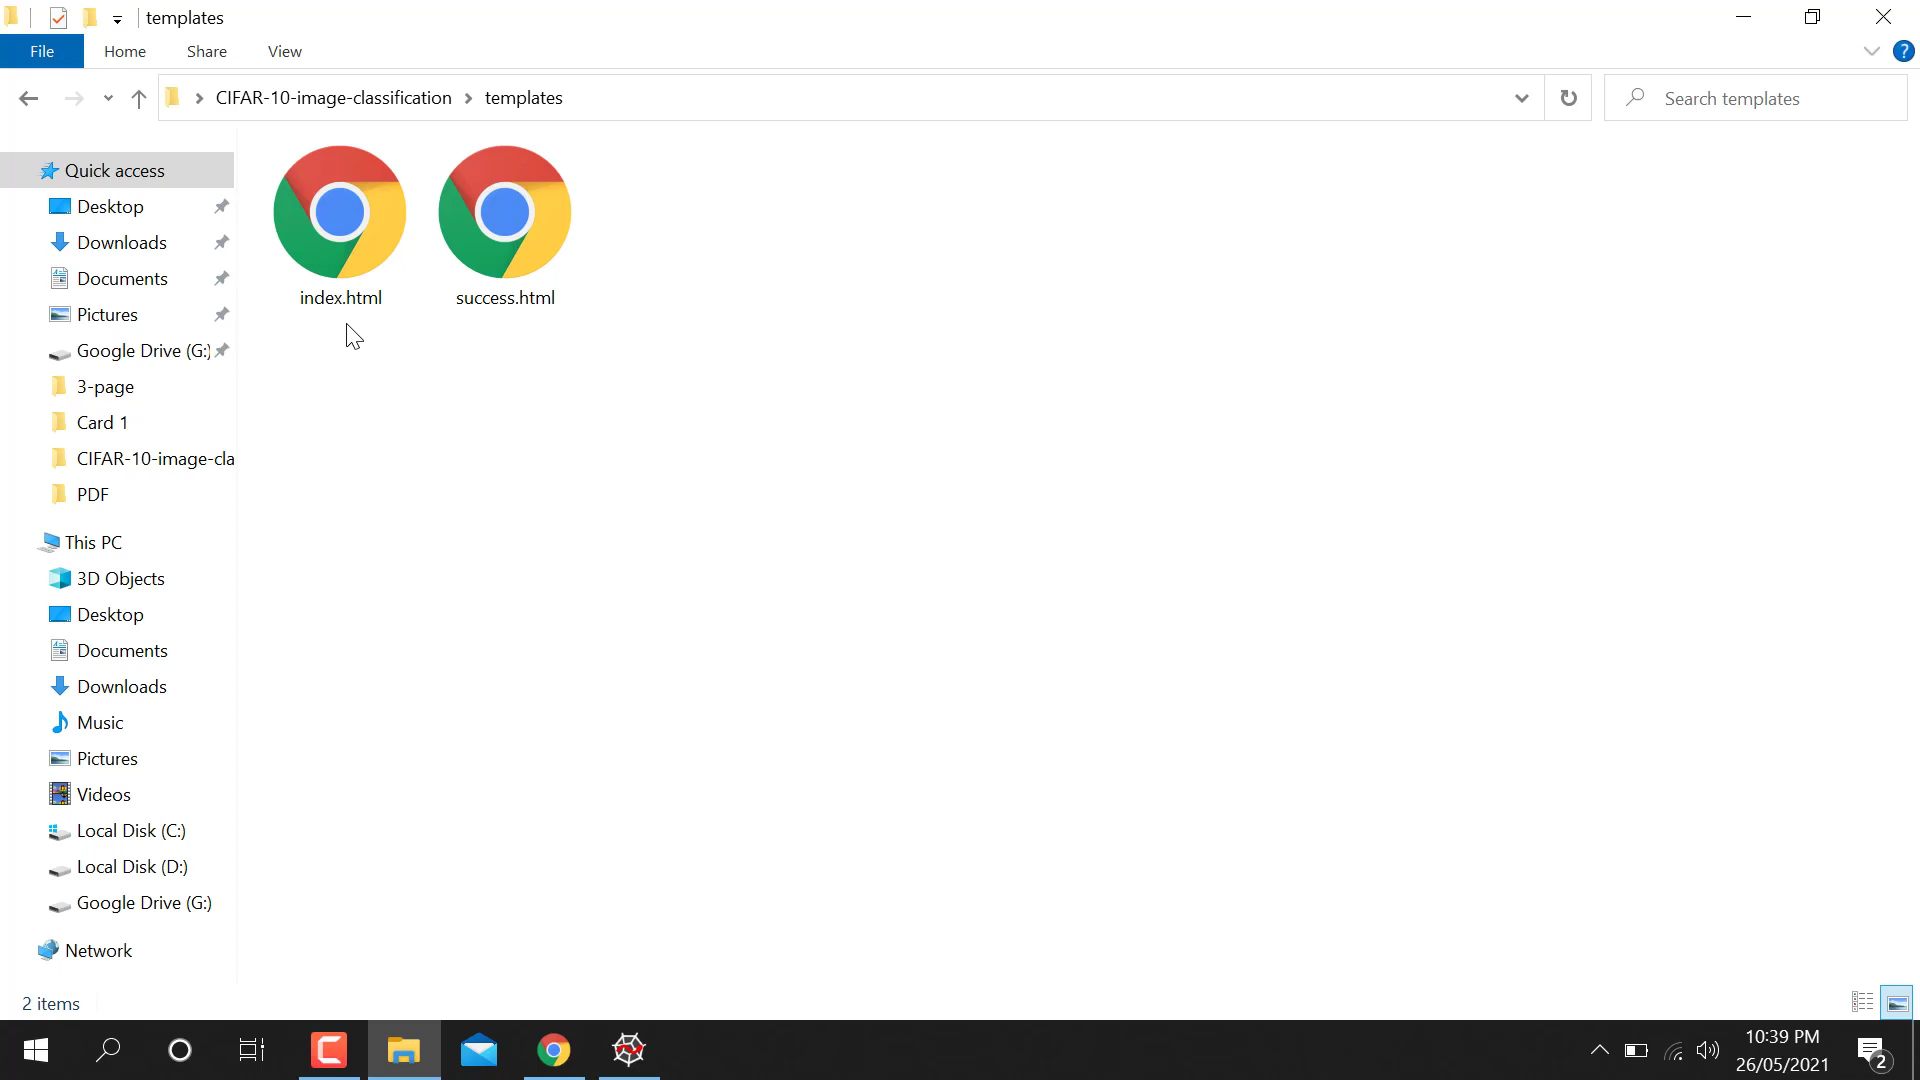 templates
File
Home
Share
View
?
CIFAR-10-image-classification
templates
Search templates
Quick access
Desktop
Downloads
Documents
Pictures
Google Drive (G:)
3-page
Card 1
CIFAR-10-image-cla
PDF
This PC
3D Objects
Desktop
Documents
Downloads
Music
Pictures
Videos
Local Disk (C:)
Local Disk (D:)
Google Drive (G:)
Network
index.html
success.html
2 items
10:39 PM
26/05/2021
2